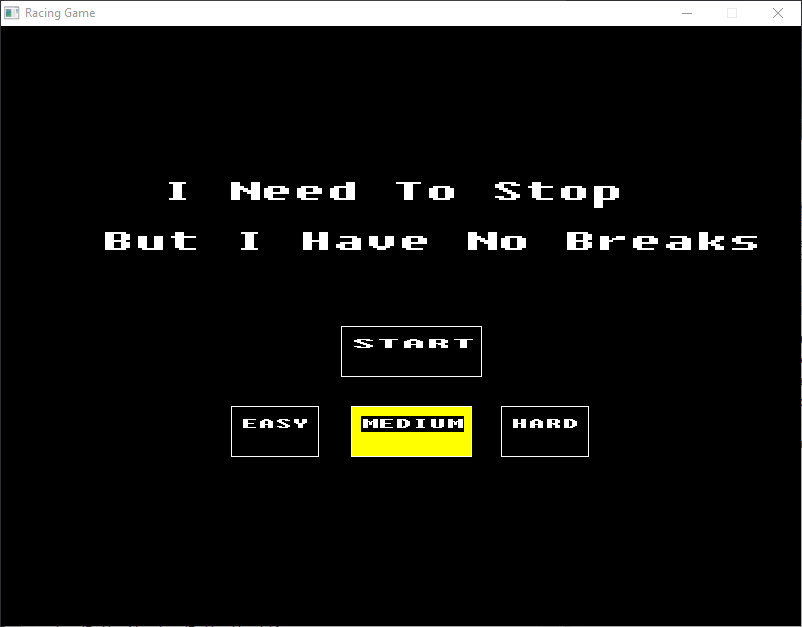 Racing Game
I Need To Stop
But I Have No Breaks
START
EASY MEDIUM HARD